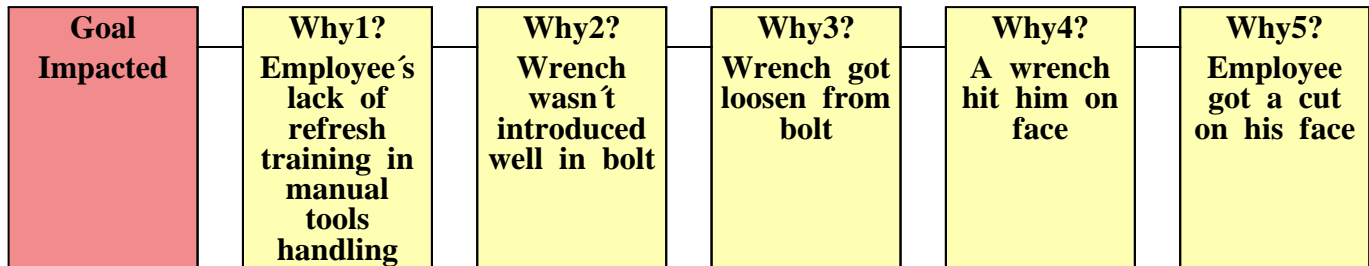 Goal
Impacted
Why1?
Employee´s
lack of
refresh
training in
manual
tools
handling
Why2?
Wrench
wasn´t
introduced
well in bolt
Why3?
Wrench got
loosen from
bolt
Why4?
A wrench
hit him on
face
Why5?
Employee
got a cut
on his face